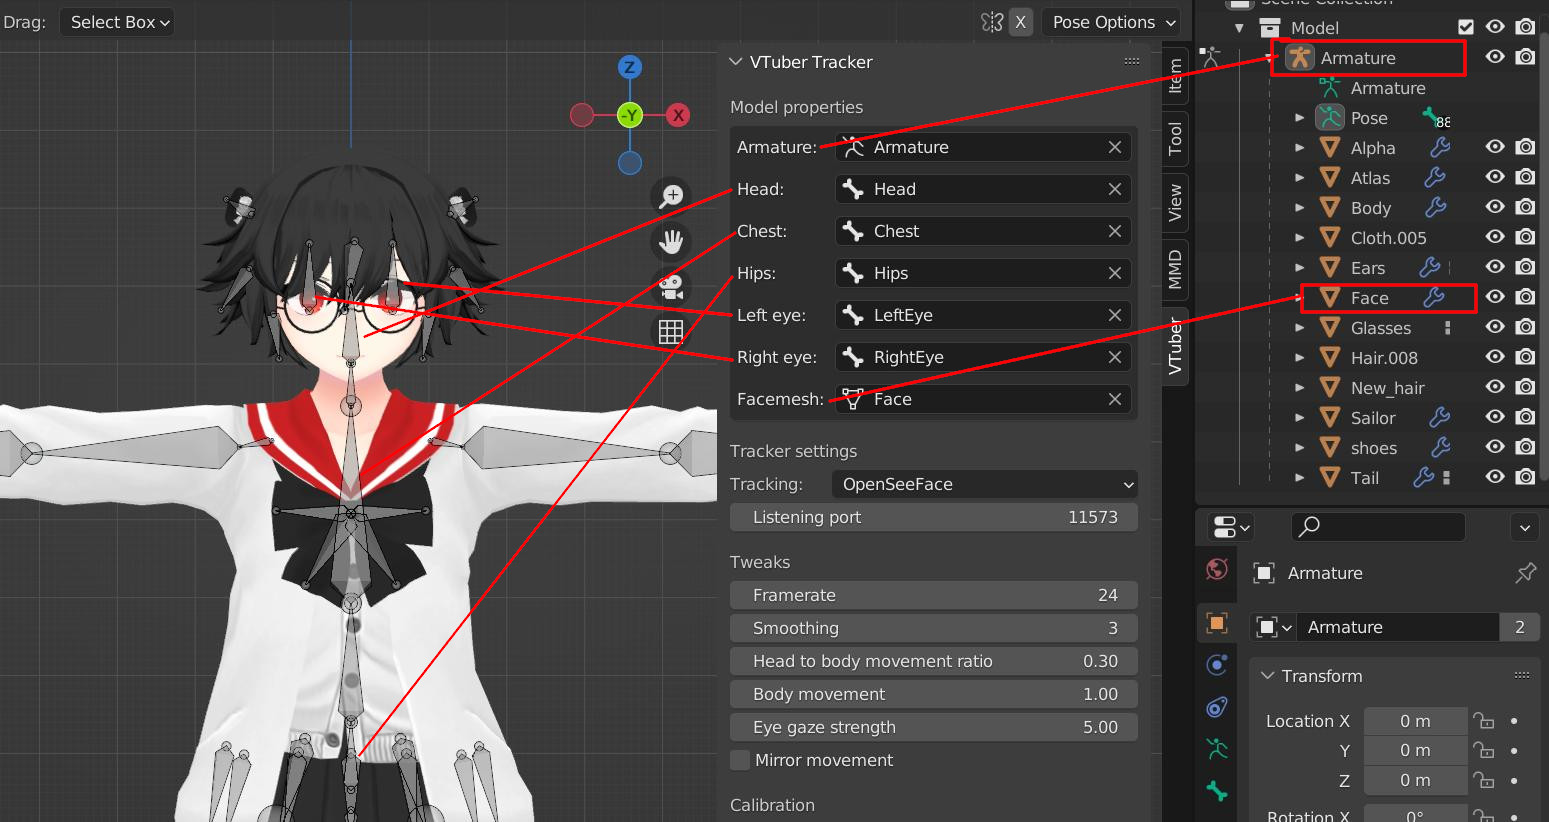 Drag:
Select Box
X
Pose Options
Z
-Y
X
VTuber Tracker
Model properties
Armature:
Armature
Head:
Head
Chest:
Chest
Hips:
Hips
Left eye:
LeftEye
Right eye:
RightEye
Facemesh:
Face
Tracker settings
Tracking:
OpenSeeFace
Listening port
11573
Tweaks
Framerate
24
Smoothing
3
Head to body movement ratio
0.30
Body movement
1.00
Eye gaze strength
5.00
Mirror movement
Calibration
Item
Tool
View
MMD
VTuber
Scene Collection
Model
Armature
Armature
Pose
88
Alpha
Atlas
Body
Cloth.005
Ears
Face
Glasses
Hair.008
New_hair
Sailor
shoes
Tail
Armature
Armature
2
Transform
Location X
0 m
Y
0 m
Z
0 m
Rotation X
0°